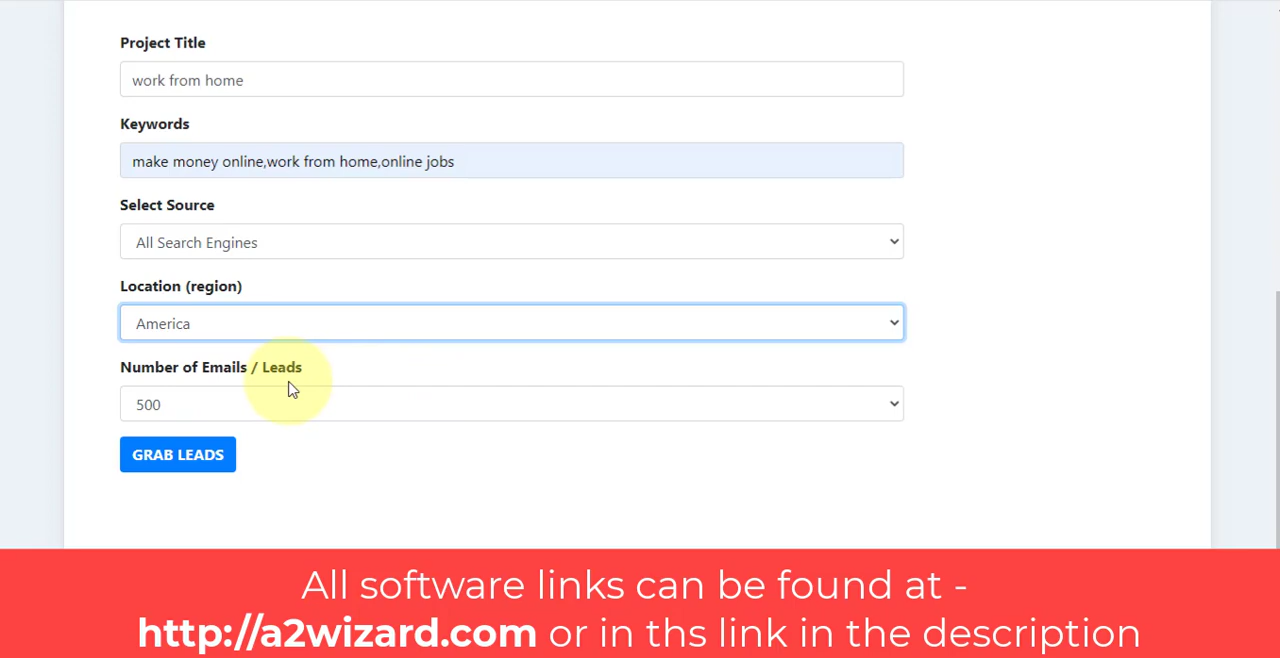 Project Title
work from home
Keywords
make money online,work from home,online jobs
Select Source
All Search Engines
Location (region)
America
Number of Emails / Leads
500
GRAB LEADS
All software links can be found at -
http://a2wizard.com or in ths link in the description